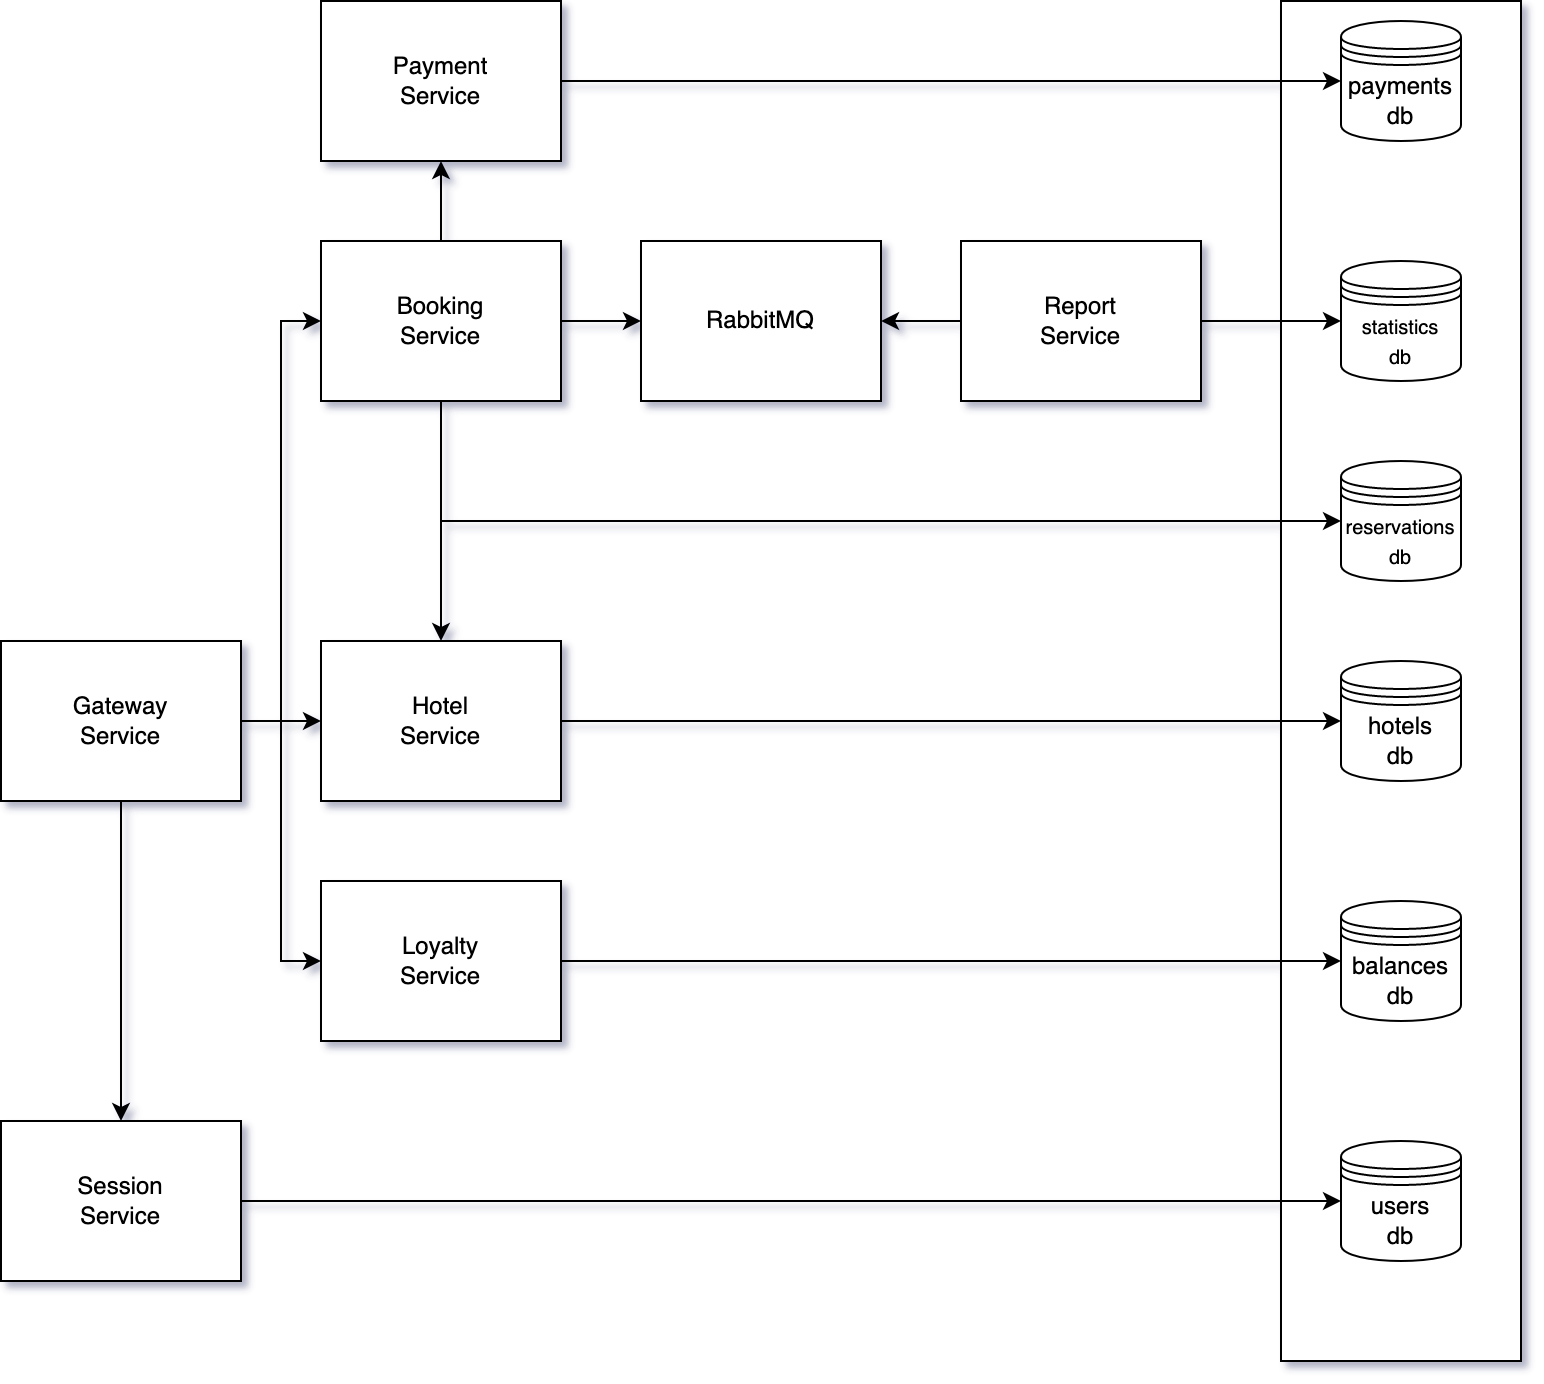 Payment
Service
payments
db
Booking
Service
RabbitMQ
Report
Service
statistics
db
reservations
db
Gateway
Service
Hotel
Service
hotels
db
Loyalty
Service
balances
db
Session
Service
users
db